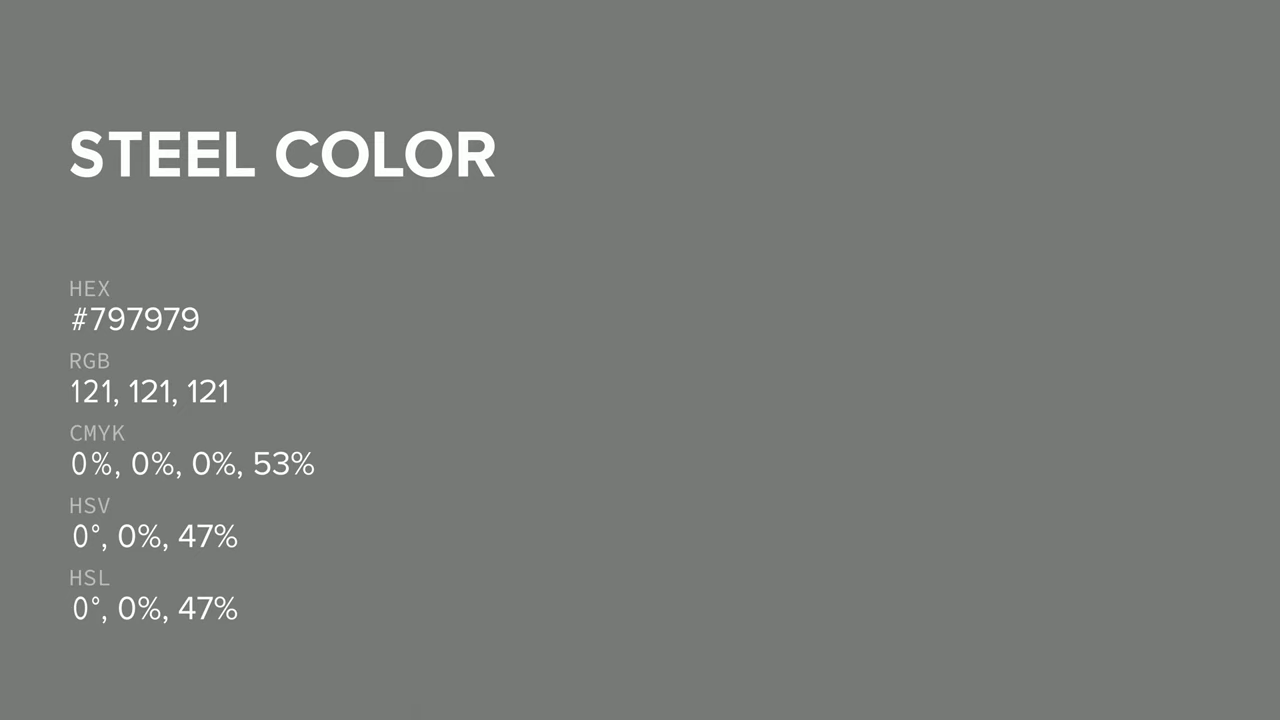 STEEL COLOR
HEX
#797979
RGB
121, 121, 121
CMYK
0%, 0%, 0%, 53%
HSV
0°, 0%, 47%
HSL
0°, 0%, 47%